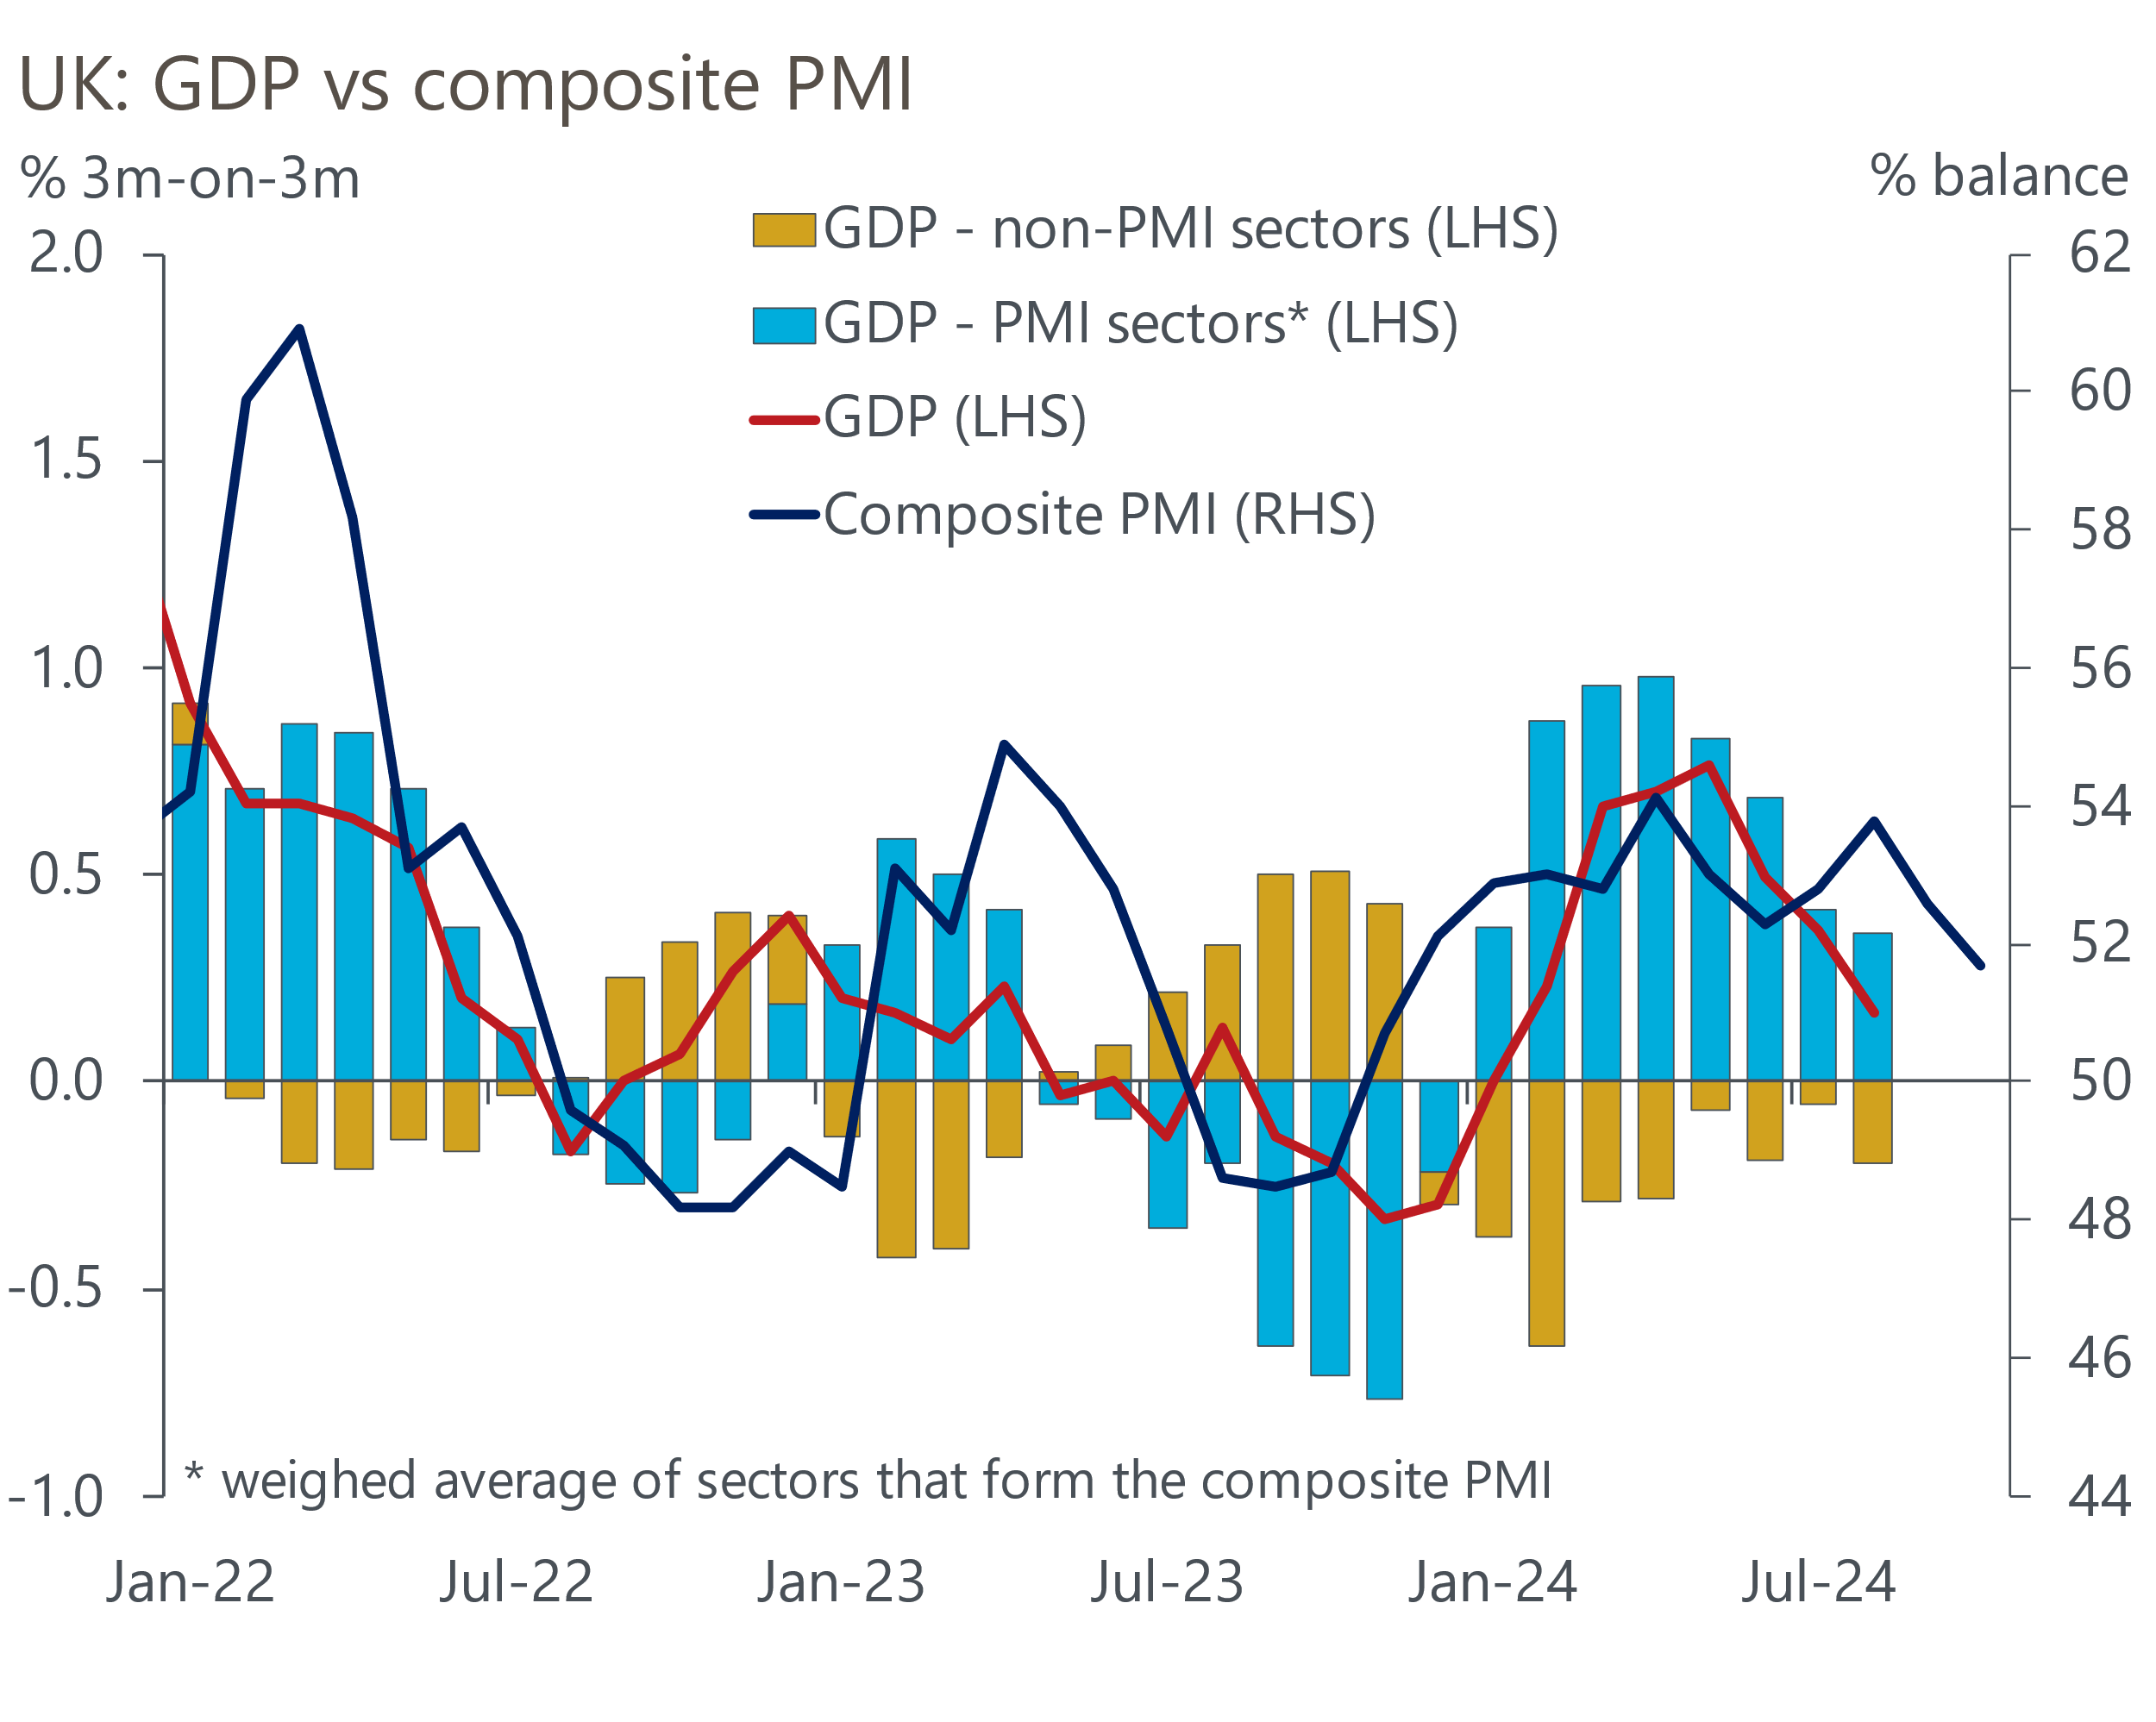 UK: GDP vs composite PMI
% 3m-on-3m
% balance
GDP - non-PMI sectors (LHS)
GDP - PMI sectors* (LHS)
GDP (LHS)
Composite PMI (RHS)
2.0
1.5
1.0
0.5
0.0
-0.5
-1.0
62
60
58
56
54
52
50
48
46
44
* weighed average of sectors that form the composite PMI
Jan-22 Jul-22 Jan-23 Jul-23 Jan-24 Jul-24